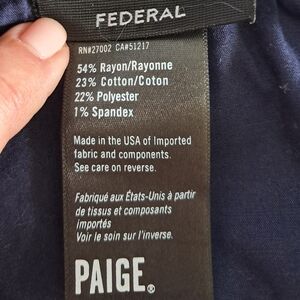 FEDERAL
RN#27002 CA#51217
54% Rayon/Rayonne
23% Cotton/Coton
22% Polyester
1% Spandex
Made in the USA of Imported
fabric and components.
See care on reverse.
Fabriqué aux États-Unis à partir
de tissus et composants
importés
Voir le soin sur l'inverse.
PAIGE®